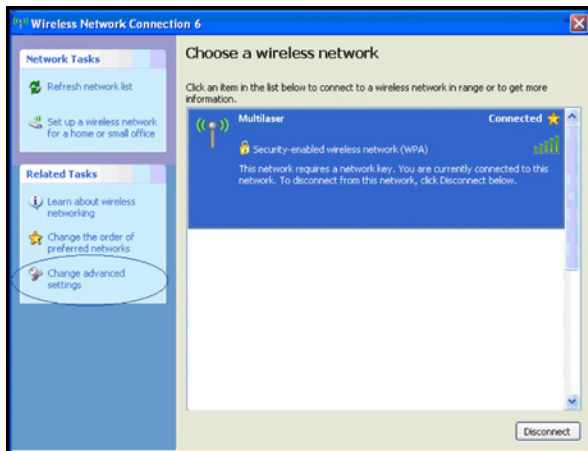 Wireless Network Connection 6
Network Tasks
Refresh network list
Set up a wireless network
for a home or small office
Related Tasks
Learn about wireless
networking
Change the order of
preferred networks
Change advanced
settings
Choose a wireless network
Click an item in the list below to connect to a wireless network in range or to get more
information.
Multilaser
Connected
Security-enabled wireless network (WPA)
This network requires a network key. You are currently connected to this
network. To disconnect from this network, click Disconnect below.
Disconnect